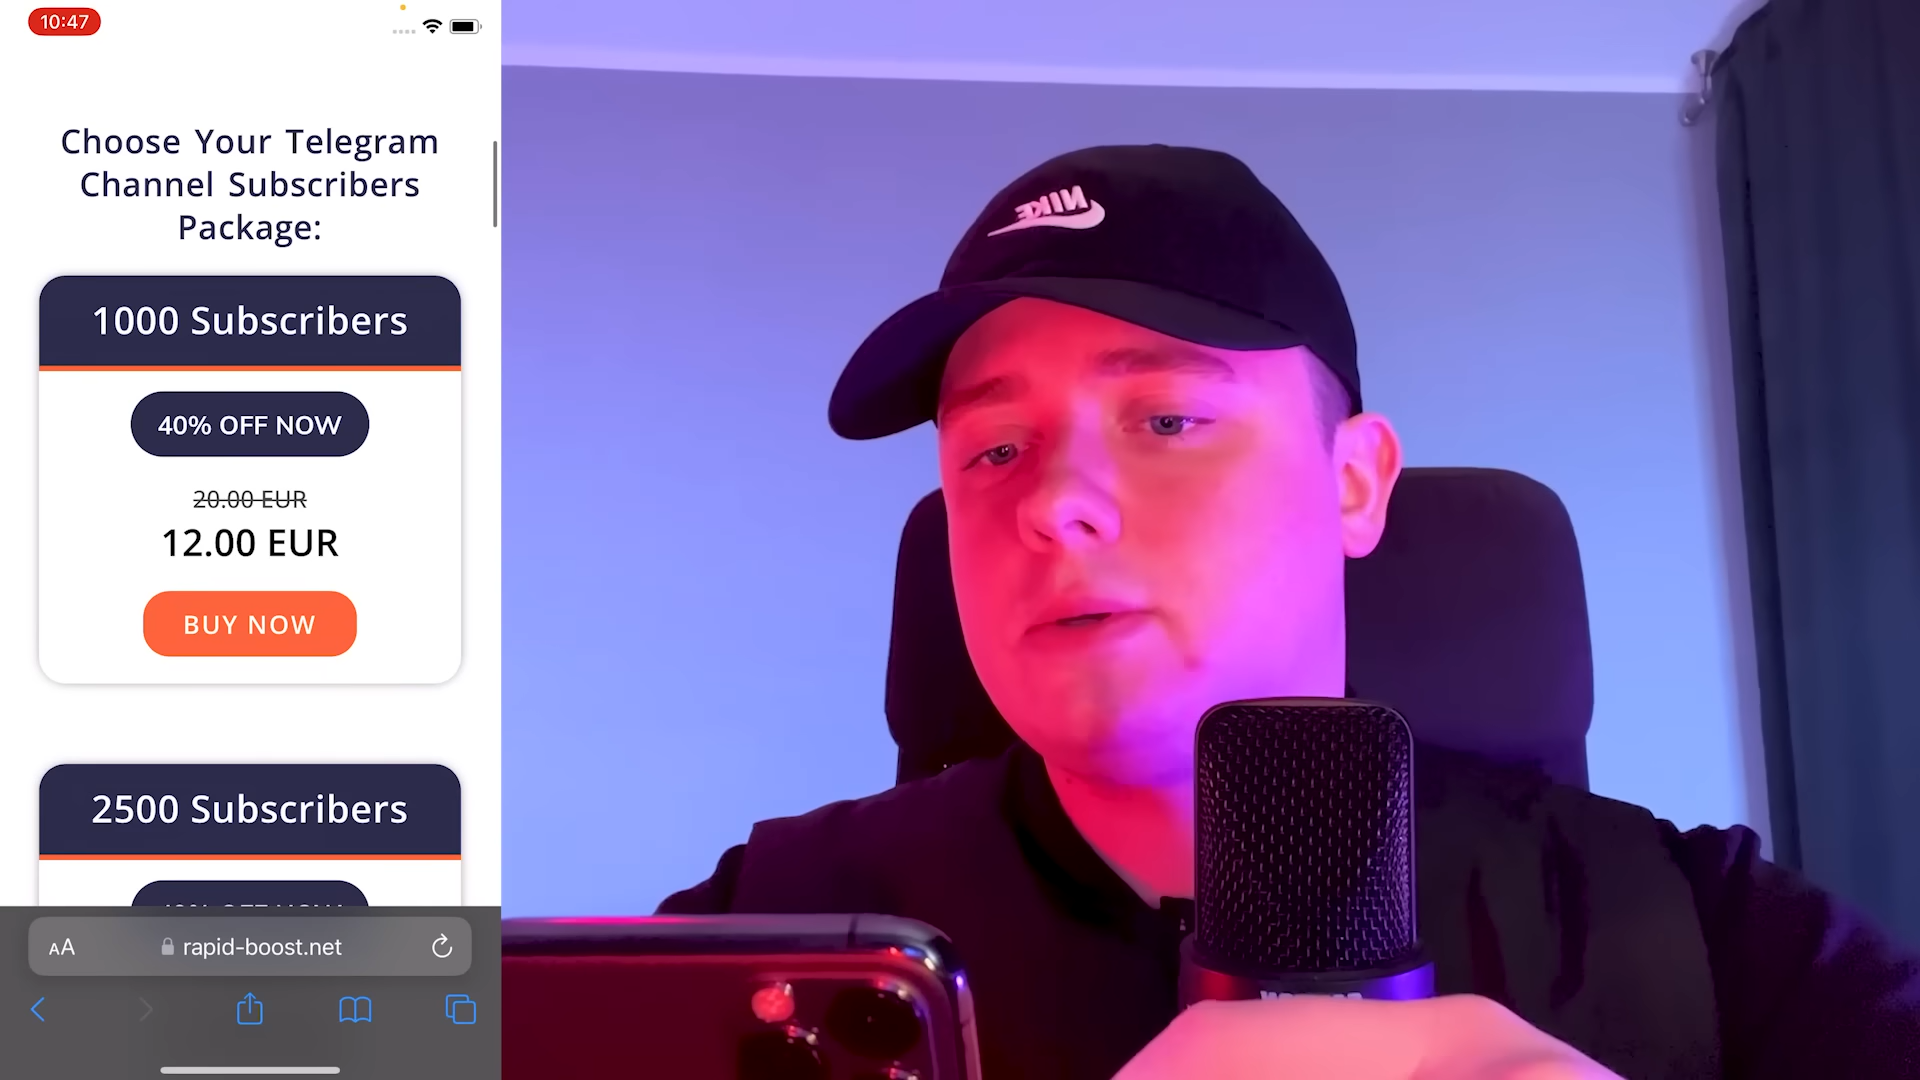 10:47
Choose Your Telegram
Channel Subscribers
Package:
1000 Subscribers
40% OFF NOW
20.00 EUR
12.00 EUR
BUY NOW
2500 Subscribers
AA
rapid-boost.net
NIKE